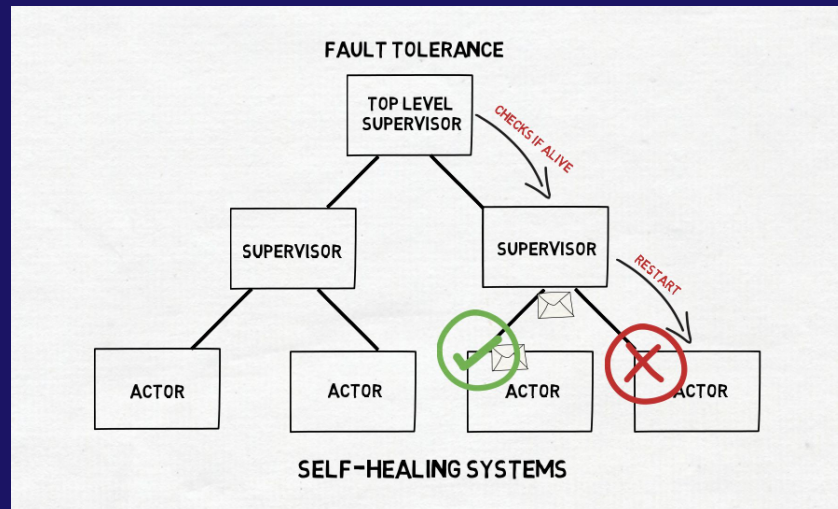 FAULT TOLERANCE
TOP LEVEL
SUPERVISOR
CHECKS IF ALIVE
SUPERVISOR
SUPERVISOR
RESTART
ACTOR
ACTOR
ACTOR
ACTOR
SELF-HEALING SYSTEMS